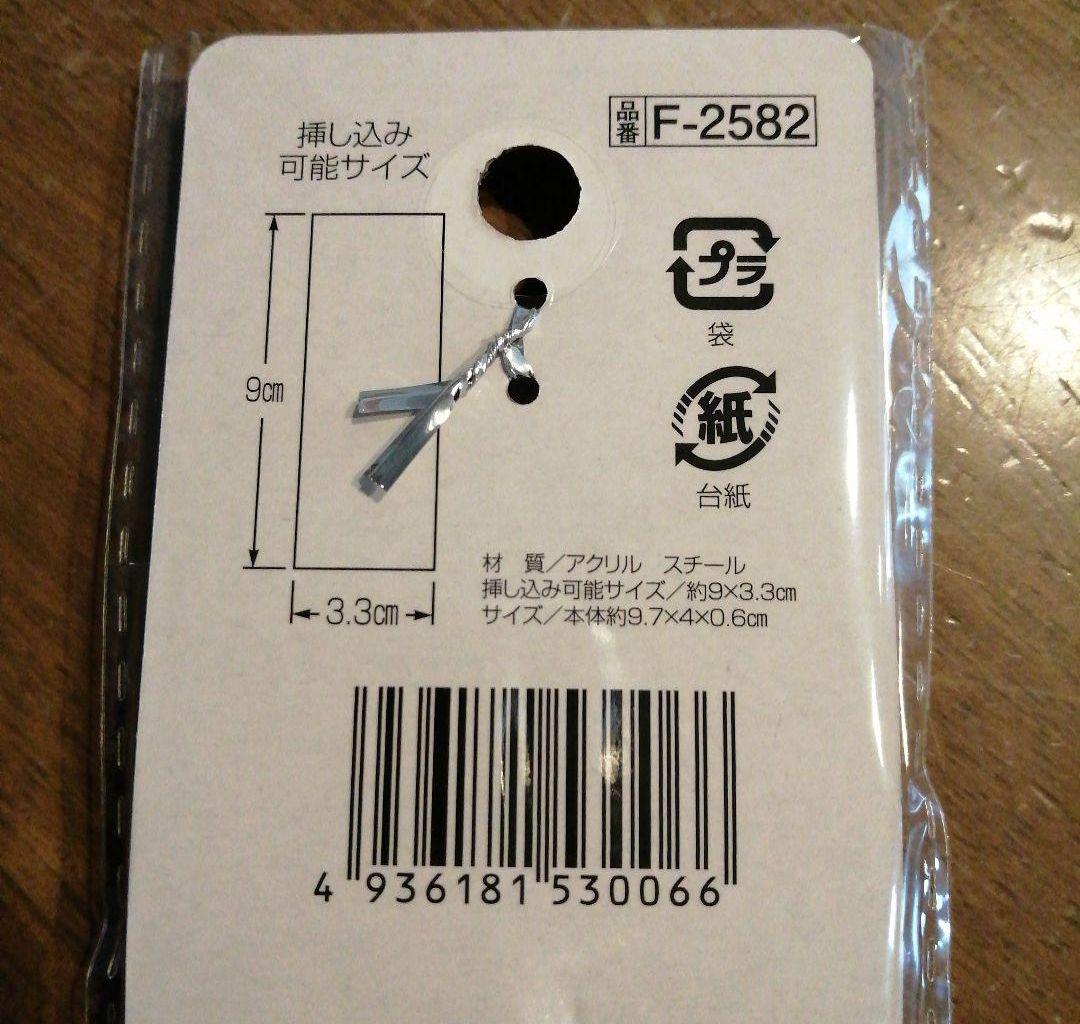 品番 F-2582
挿し込み
可能サイズ
プラ
袋
9㎝
紙
台紙
材 質/アクリル スチール
挿し込み可能サイズ/約9×3.3㎝
サイズ/本体約9.7×4×0.6㎝
3.3㎝
4 936181 530066